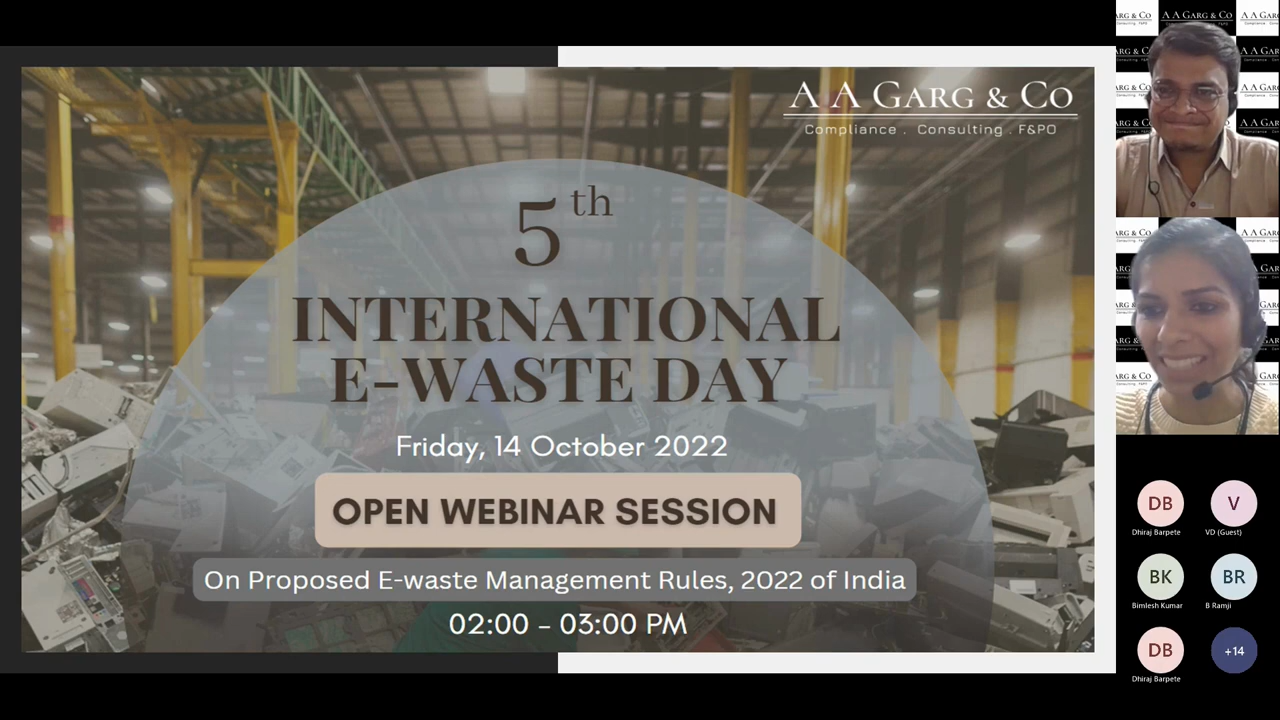 A A GARG & CO
Compliance . Consulting . F&PO
5th
INTERNATIONAL
E-WASTE DAY
Friday, 14 October 2022
OPEN WEBINAR SESSION
On Proposed E-waste Management Rules, 2022 of India
02:00 – 03:00 PM
A A GARG & CO
DB
Dhiraj Barpete
V
VD (Guest)
BK
Bimlesh Kumar
BR
B Ramji
DB
Dhiraj Barpete
+14